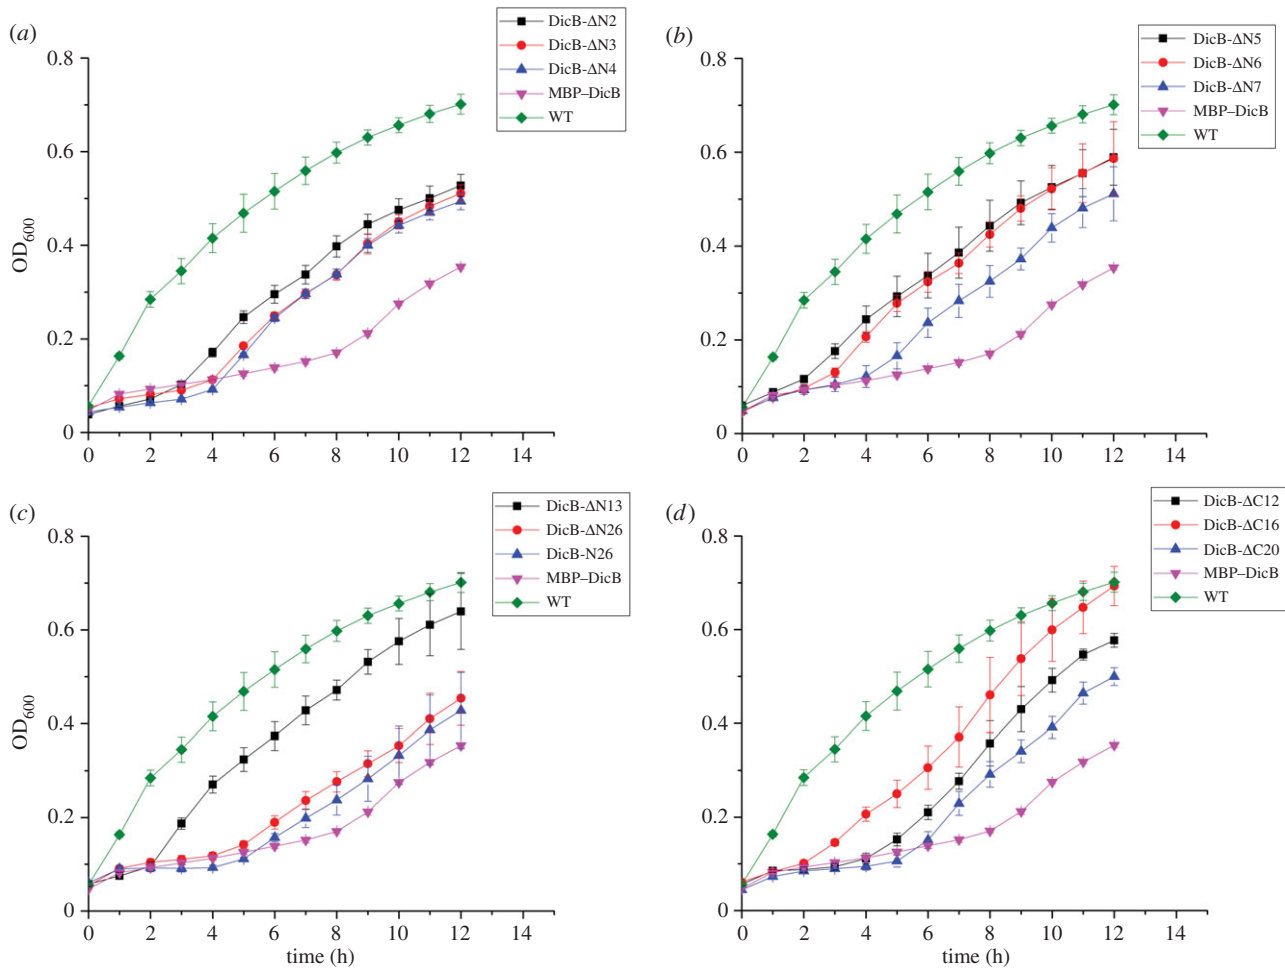 (a)
DicB-ΔN2
DicB-ΔN3
DicB-ΔN4
MBP–DicB
WT
0.8
0.6
0.4
0.2
0
OD600
0 2 4 6 8 10 12 14
(b)
DicB-ΔN5
DicB-ΔN6
DicB-ΔN7
MBP–DicB
WT
0.8
0.6
0.4
0.2
0
0 2 4 6 8 10 12 14
(c)
DicB-ΔN13
DicB-ΔN26
DicB-N26
MBP–DicB
WT
0.8
0.6
0.4
0.2
0
OD600
0 2 4 6 8 10 12 14
time (h)
(d)
DicB-ΔC12
DicB-ΔC16
DicB-ΔC20
MBP–DicB
WT
0.8
0.6
0.4
0.2
0
0 2 4 6 8 10 12 14
time (h)